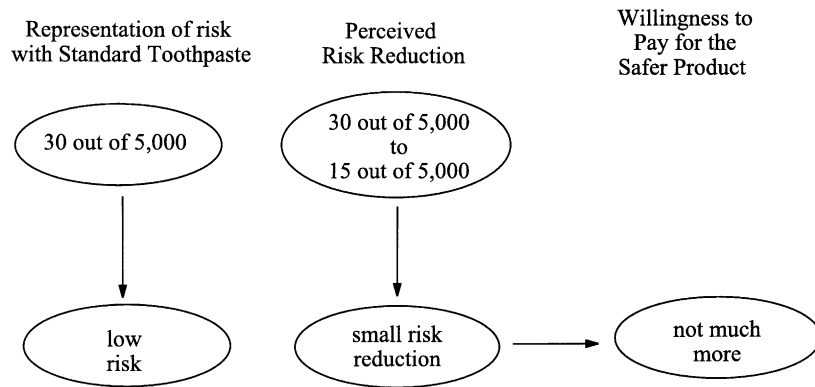 Representation of risk
with Standard Toothpaste
Perceived
Risk Reduction
Willingness to
Pay for the
Safer Product
30 out of 5,000
30 out of 5,000
to
15 out of 5,000
low
risk
small risk
reduction
not much
more